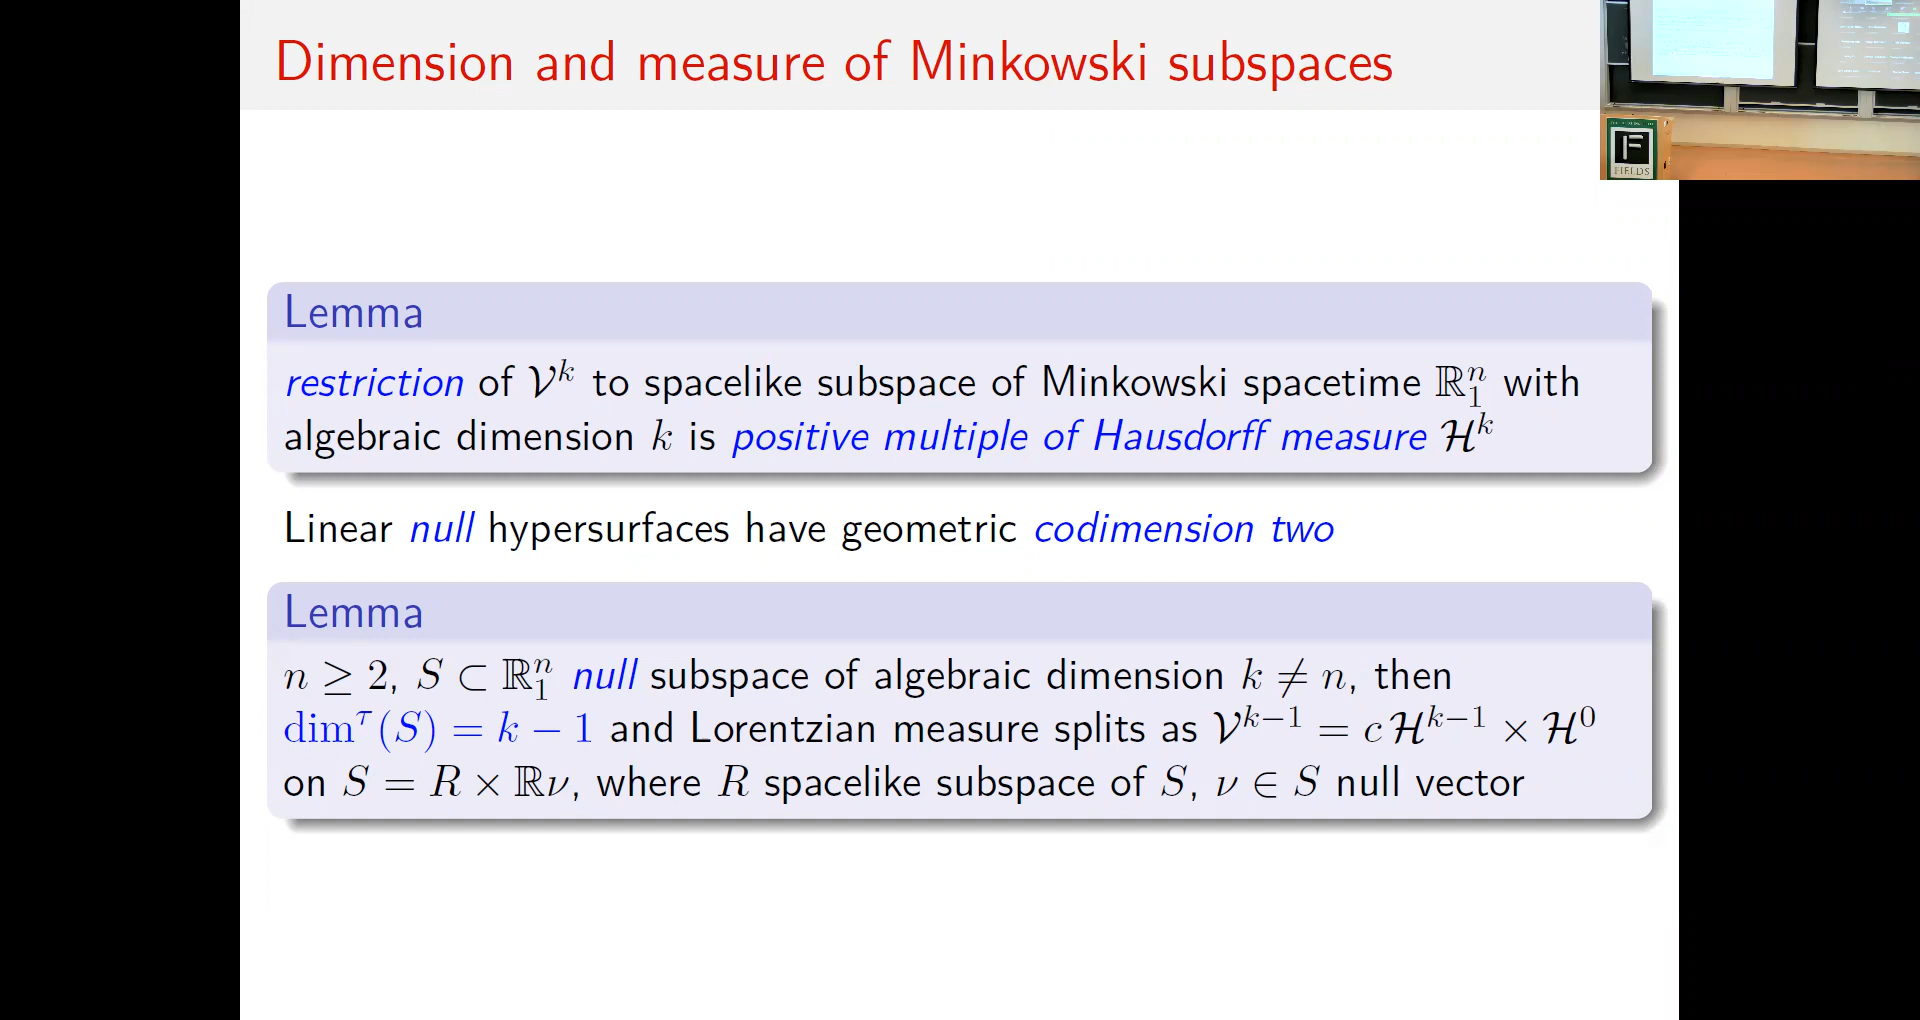 Dimension and measure of Minkowski subspaces
Lemma
restriction of 𝒱^k to spacelike subspace of Minkowski spacetime ℝ^n_1 with
algebraic dimension k is positive multiple of Hausdorff measure ℋ^k
Linear null hypersurfaces have geometric codimension two
Lemma
n ≥ 2, S ⊂ ℝ^n_1 null subspace of algebraic dimension k ≠ n, then
dim^τ(S) = k − 1 and Lorentzian measure splits as 𝒱^{k−1} = c ℋ^{k−1} × ℋ^0
on S = R × ℝν, where R spacelike subspace of S, ν ∈ S null vector
FIELDS